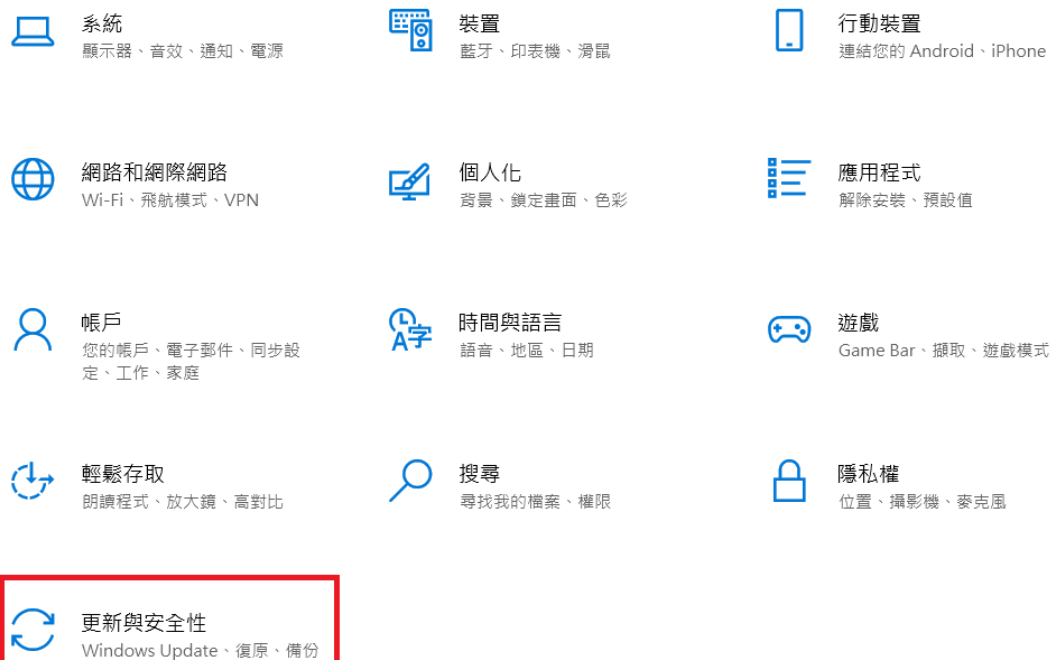 系統
顯示器、音效、通知、電源
裝置
藍牙、印表機、滑鼠
行動裝置
連結您的 Android、iPhone
網路和網際網路
Wi-Fi、飛航模式、VPN
個人化
背景、鎖定畫面、色彩
應用程式
解除安裝、預設值
帳戶
您的帳戶、電子郵件、同步設
定、工作、家庭
時間與語言
語音、地區、日期
遊戲
Game Bar、擷取、遊戲模式
輕鬆存取
朗讀程式、放大鏡、高對比
搜尋
尋找我的檔案、權限
隱私權
位置、攝影機、麥克風
更新與安全性
Windows Update、復原、備份